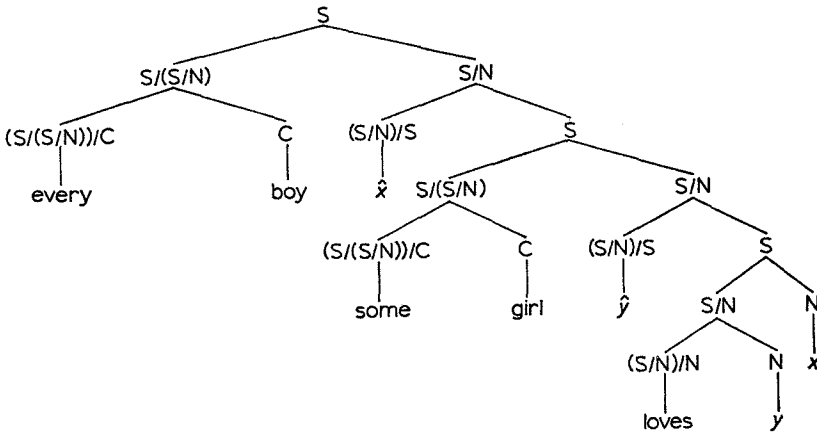 S
S/(S/N) S/N
(S/(S/N))/C C (S/N)/S S
every boy x̂ S/(S/N) S/N
(S/(S/N))/C C (S/N)/S S
some girl ŷ S/N N
(S/N)/N N x
loves y